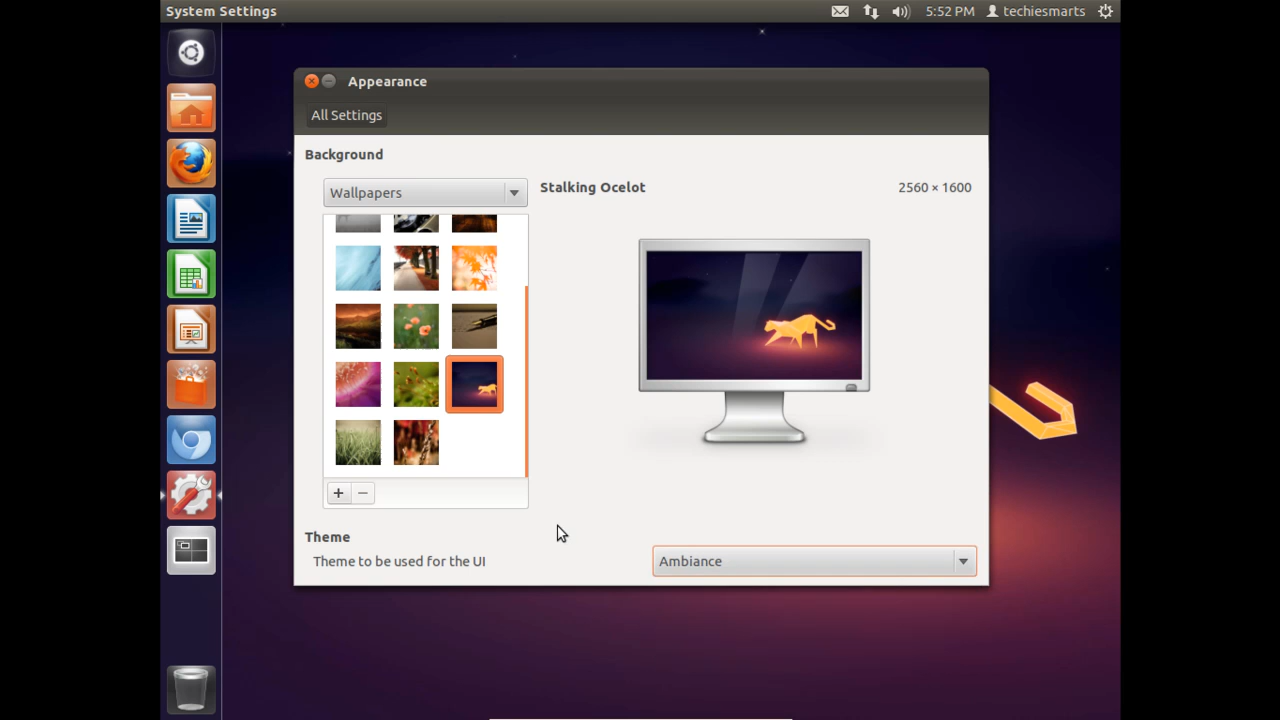 System Settings
5:52 PM
techiesmarts
Appearance
All Settings
Background
Wallpapers
Stalking Ocelot
2560 × 1600
Theme
Theme to be used for the UI
Ambiance